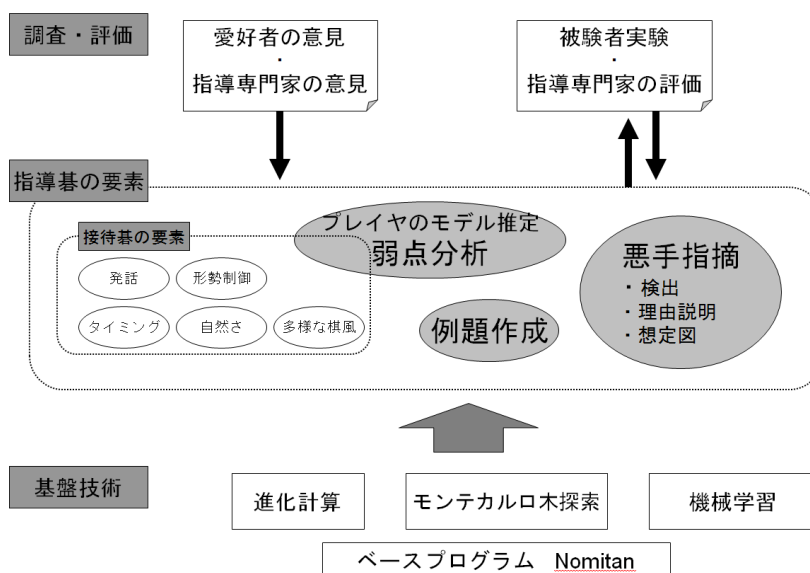 調査・評価
愛好者の意見
・
指導専門家の意見
被験者実験
・
指導専門家の評価
指導碁の要素
接待碁の要素
発話
形勢制御
タイミング
自然さ
多様な棋風
プレイヤのモデル推定
弱点分析
例題作成
悪手指摘
・検出
・理由説明
・想定図
基盤技術
進化計算
モンテカルロ木探索
機械学習
ベースプログラム Nomitan